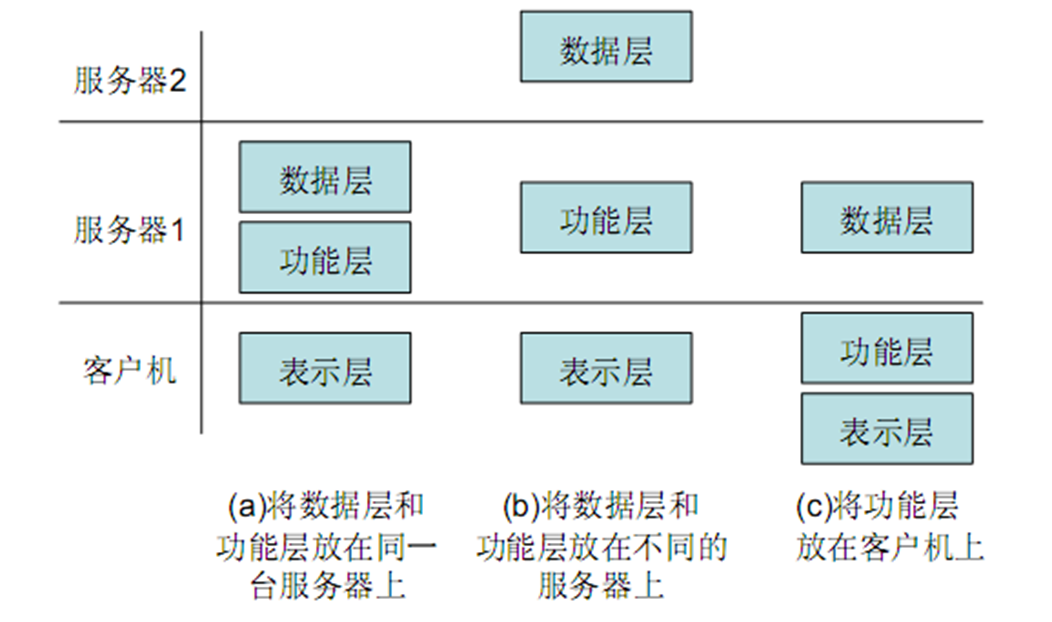 数据层
服务器2
数据层
服务器1
功能层
数据层
功能层
客户机
表示层
表示层
功能层
表示层
(a)将数据层和
功能层放在同一
台服务器上
(b)将数据层和
功能层放在不同的
服务器上
(c)将功能层
放在客户机上